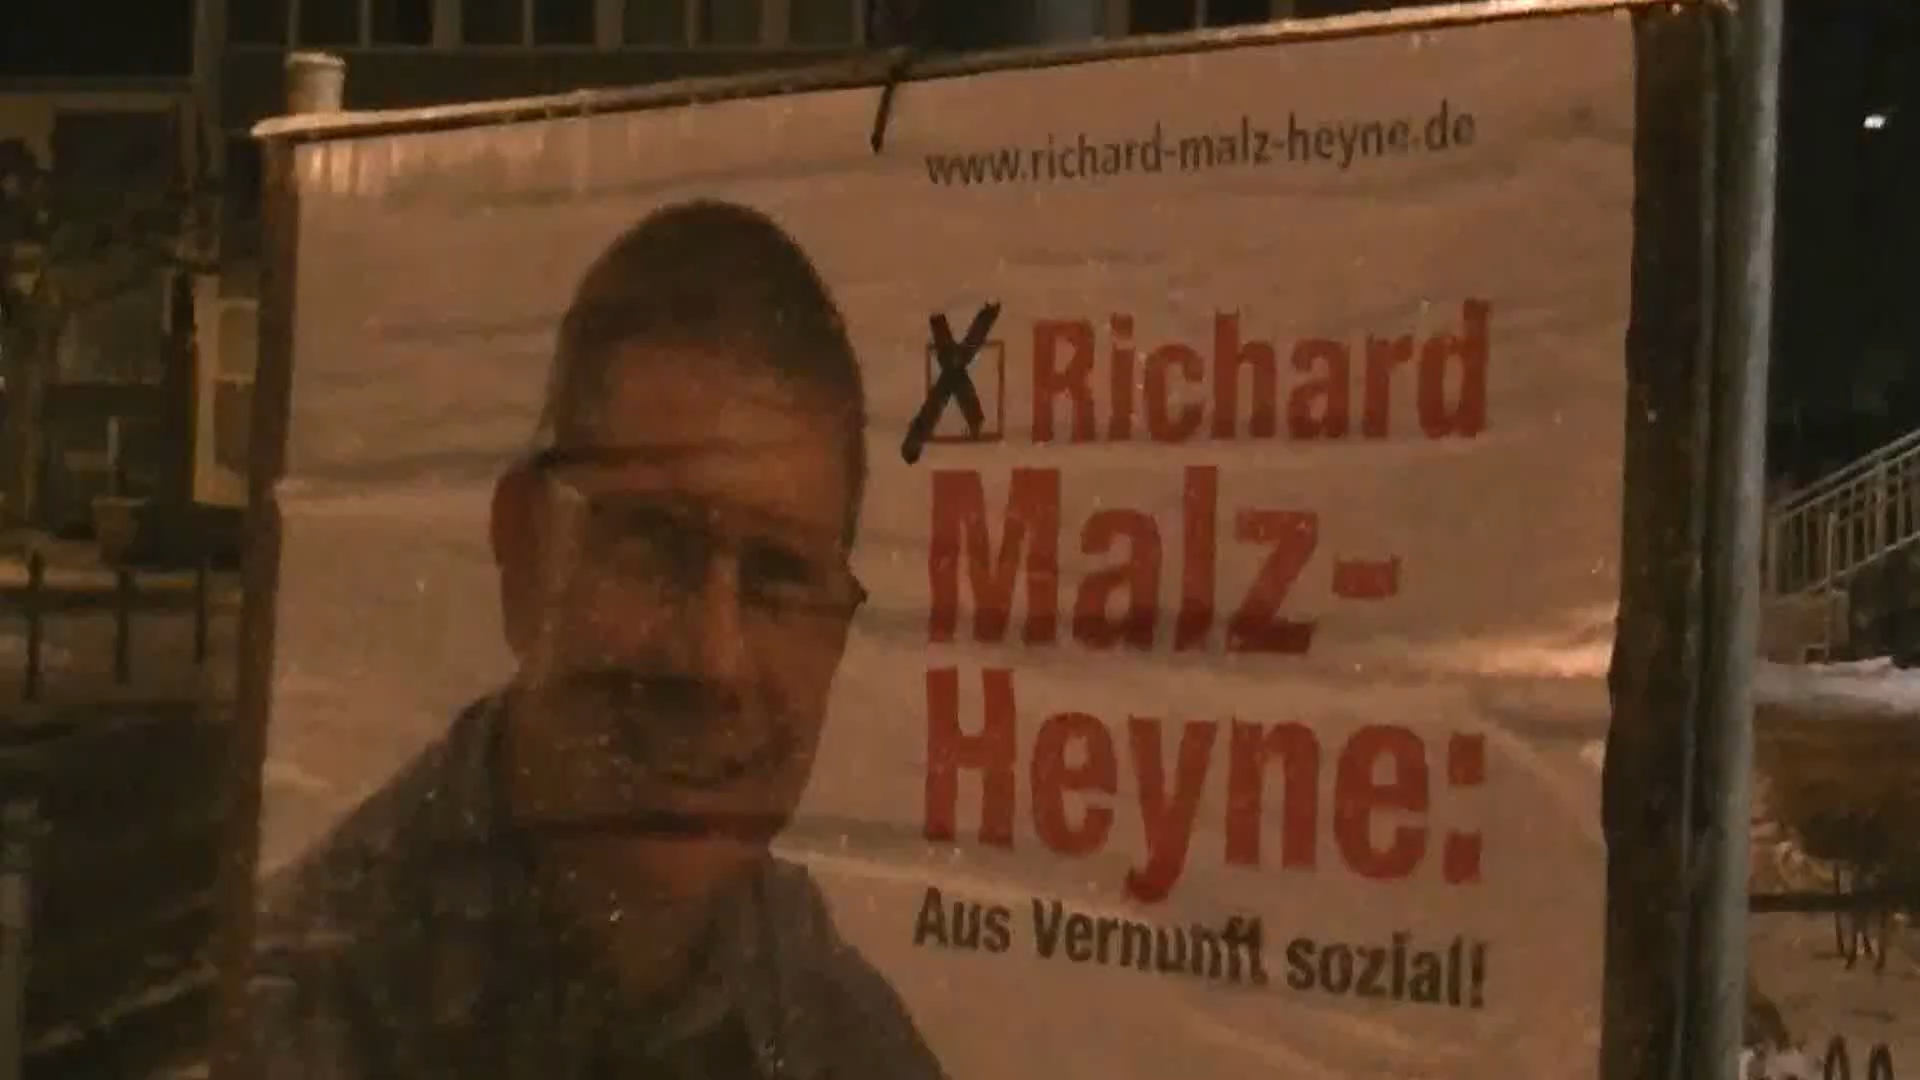 www.richard-malz-heyne.de
Richard
Malz-
Heyne:
Aus Vernunft sozial!